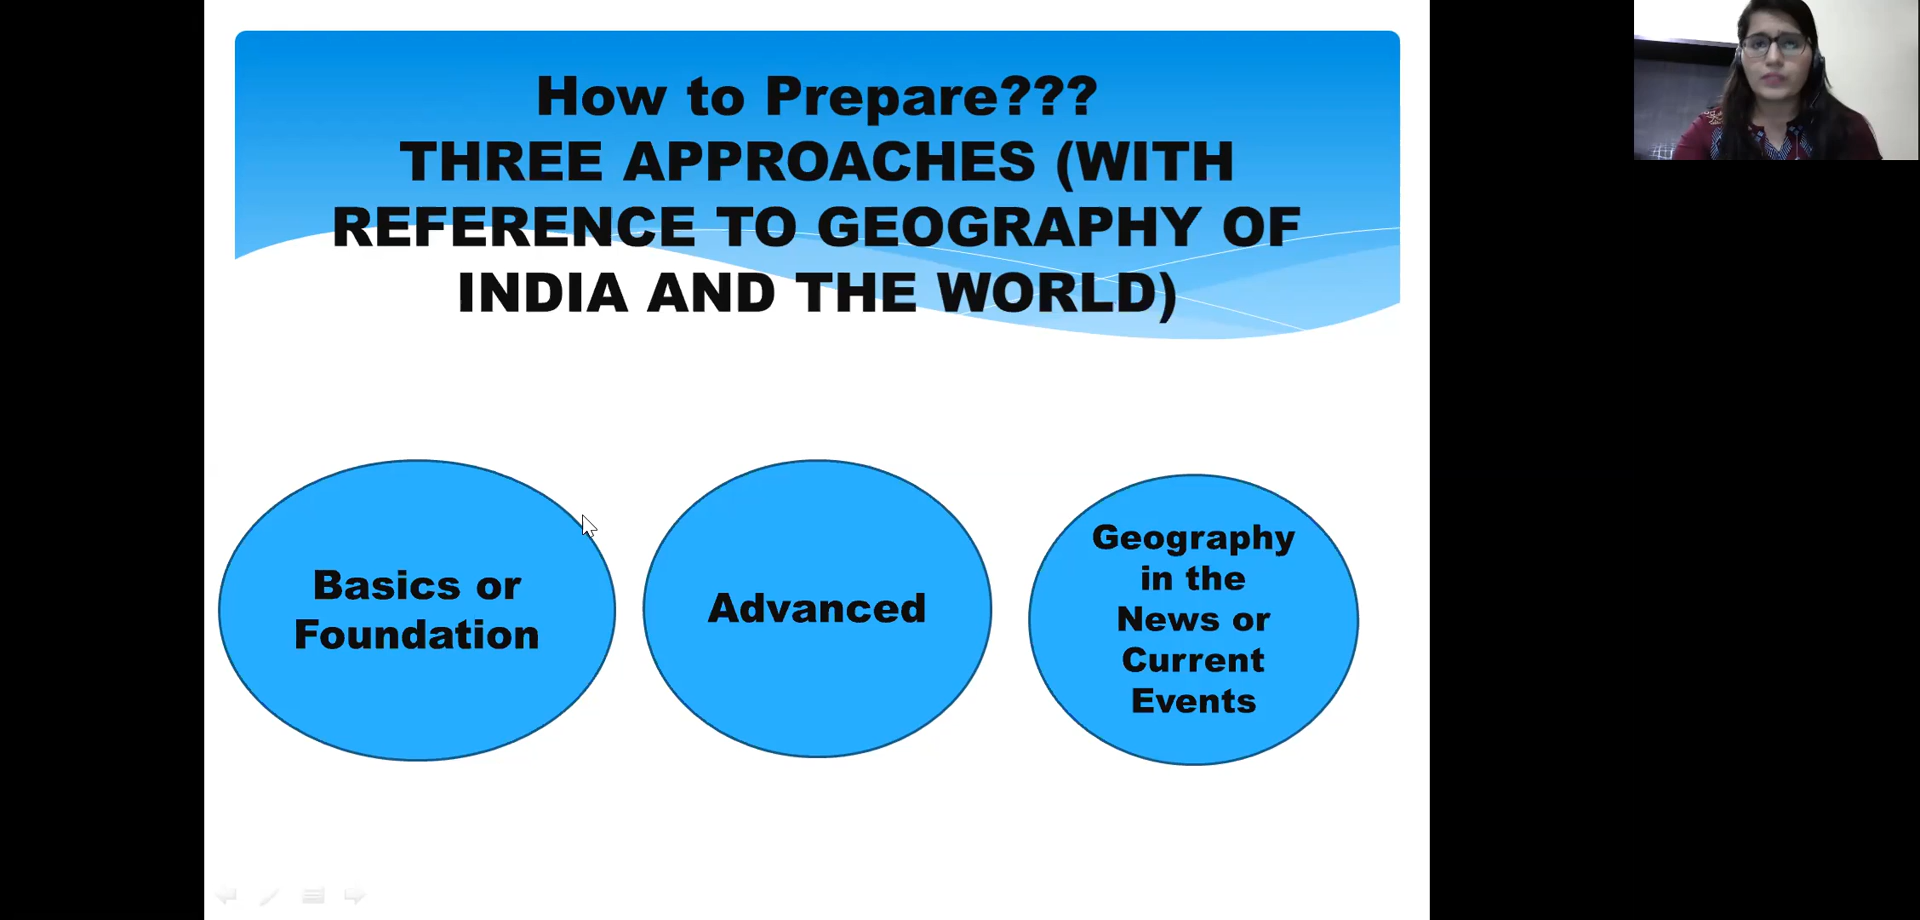 How to Prepare???
THREE APPROACHES (WITH
REFERENCE TO GEOGRAPHY OF
INDIA AND THE WORLD)
Basics or
Foundation
Advanced
Geography
in the
News or
Current
Events